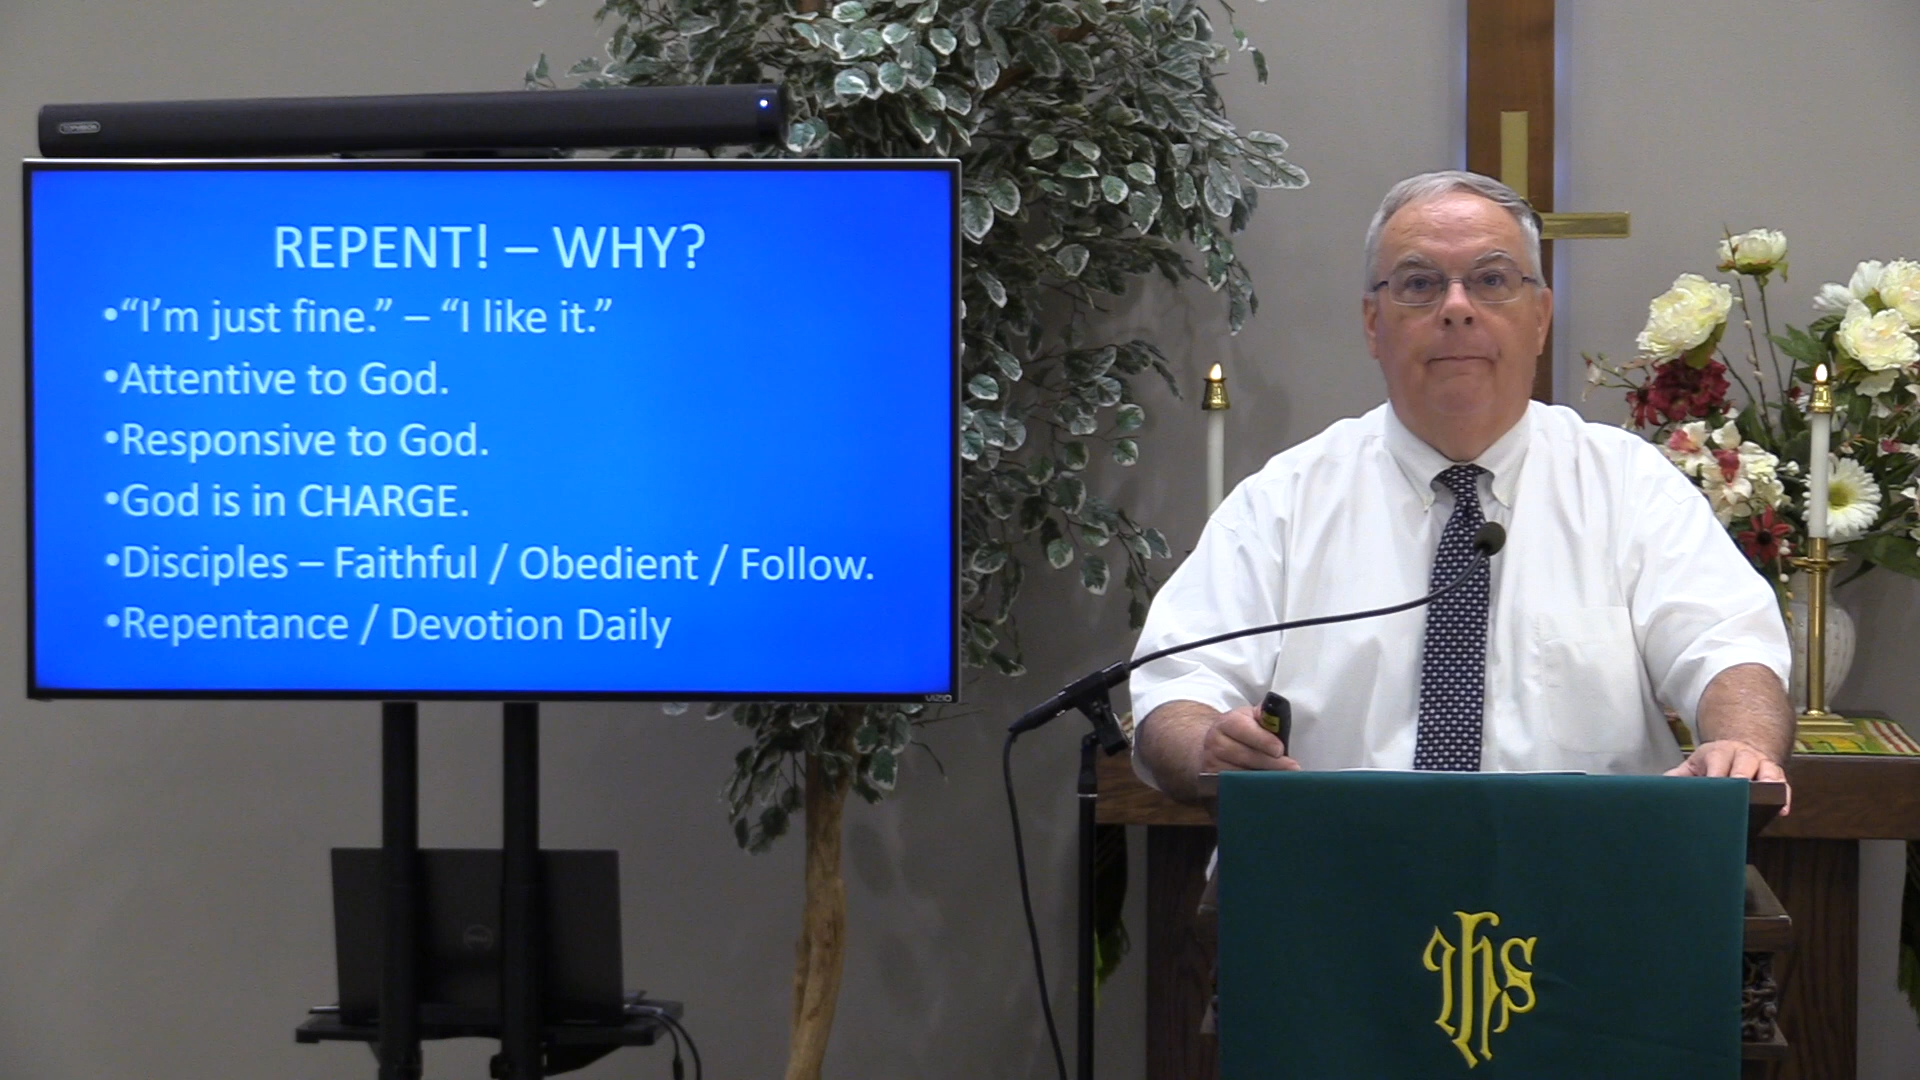 REPENT! – WHY?
•“I’m just fine.” – “I like it.”
•Attentive to God.
•Responsive to God.
•God is in CHARGE.
•Disciples – Faithful / Obedient / Follow.
•Repentance / Devotion Daily
VIZIO
IHS